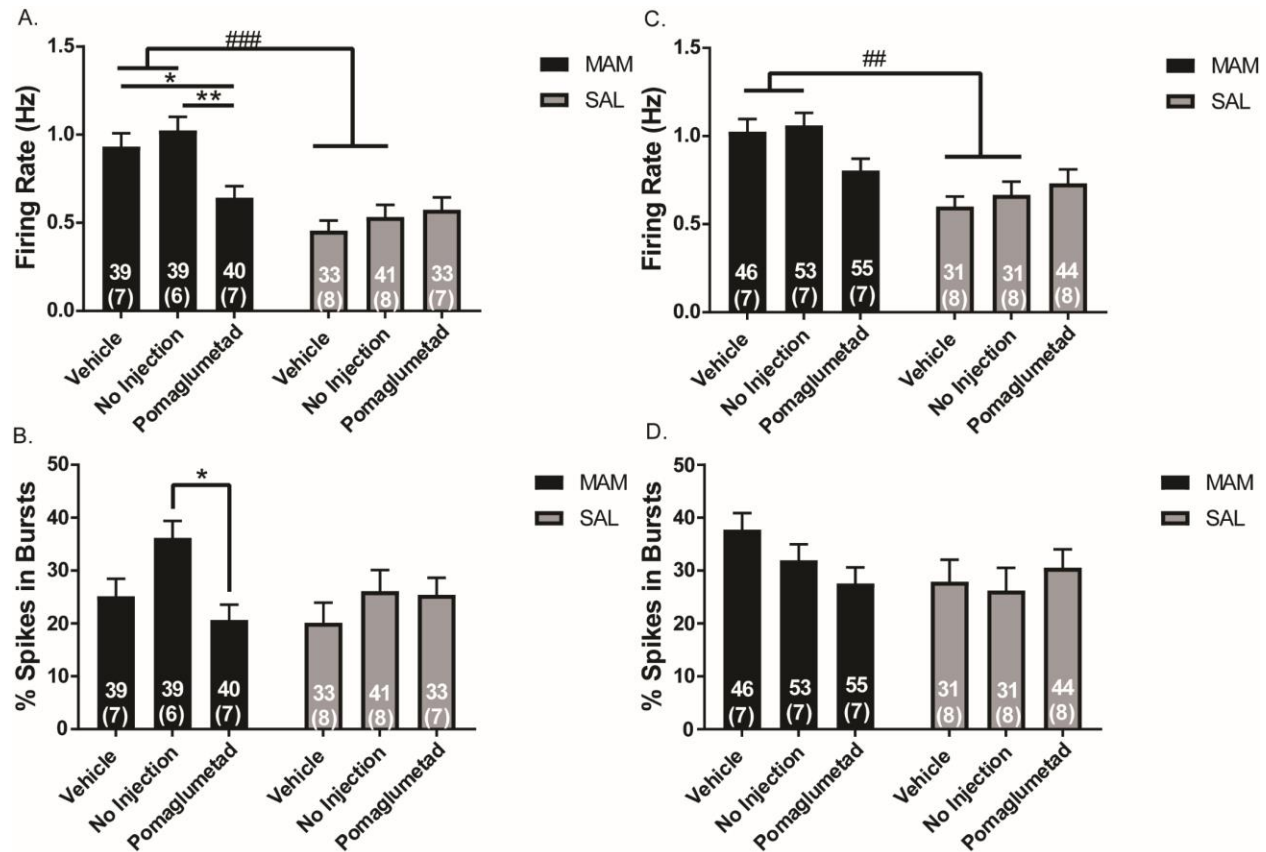 A.
###
*
**
Firing Rate (Hz)
1.5
1.0
0.5
0.0
39
(7)
39
(6)
40
(7)
33
(8)
41
(8)
33
(7)
Vehicle
No Injection
Pomaglumetad
Vehicle
No Injection
Pomaglumetad
MAM
SAL
C.
##
Firing Rate (Hz)
1.5
1.0
0.5
0.0
46
(7)
53
(7)
55
(7)
31
(8)
31
(8)
44
(8)
Vehicle
No Injection
Pomaglumetad
Vehicle
No Injection
Pomaglumetad
MAM
SAL
B.
*
% Spikes in Bursts
50
40
30
20
10
0
39
(7)
39
(6)
40
(7)
33
(8)
41
(8)
33
(7)
Vehicle
No Injection
Pomaglumetad
Vehicle
No Injection
Pomaglumetad
MAM
SAL
D.
% Spikes in Bursts
50
40
30
20
10
0
46
(7)
53
(7)
55
(7)
31
(8)
31
(8)
44
(8)
Vehicle
No Injection
Pomaglumetad
Vehicle
No Injection
Pomaglumetad
MAM
SAL